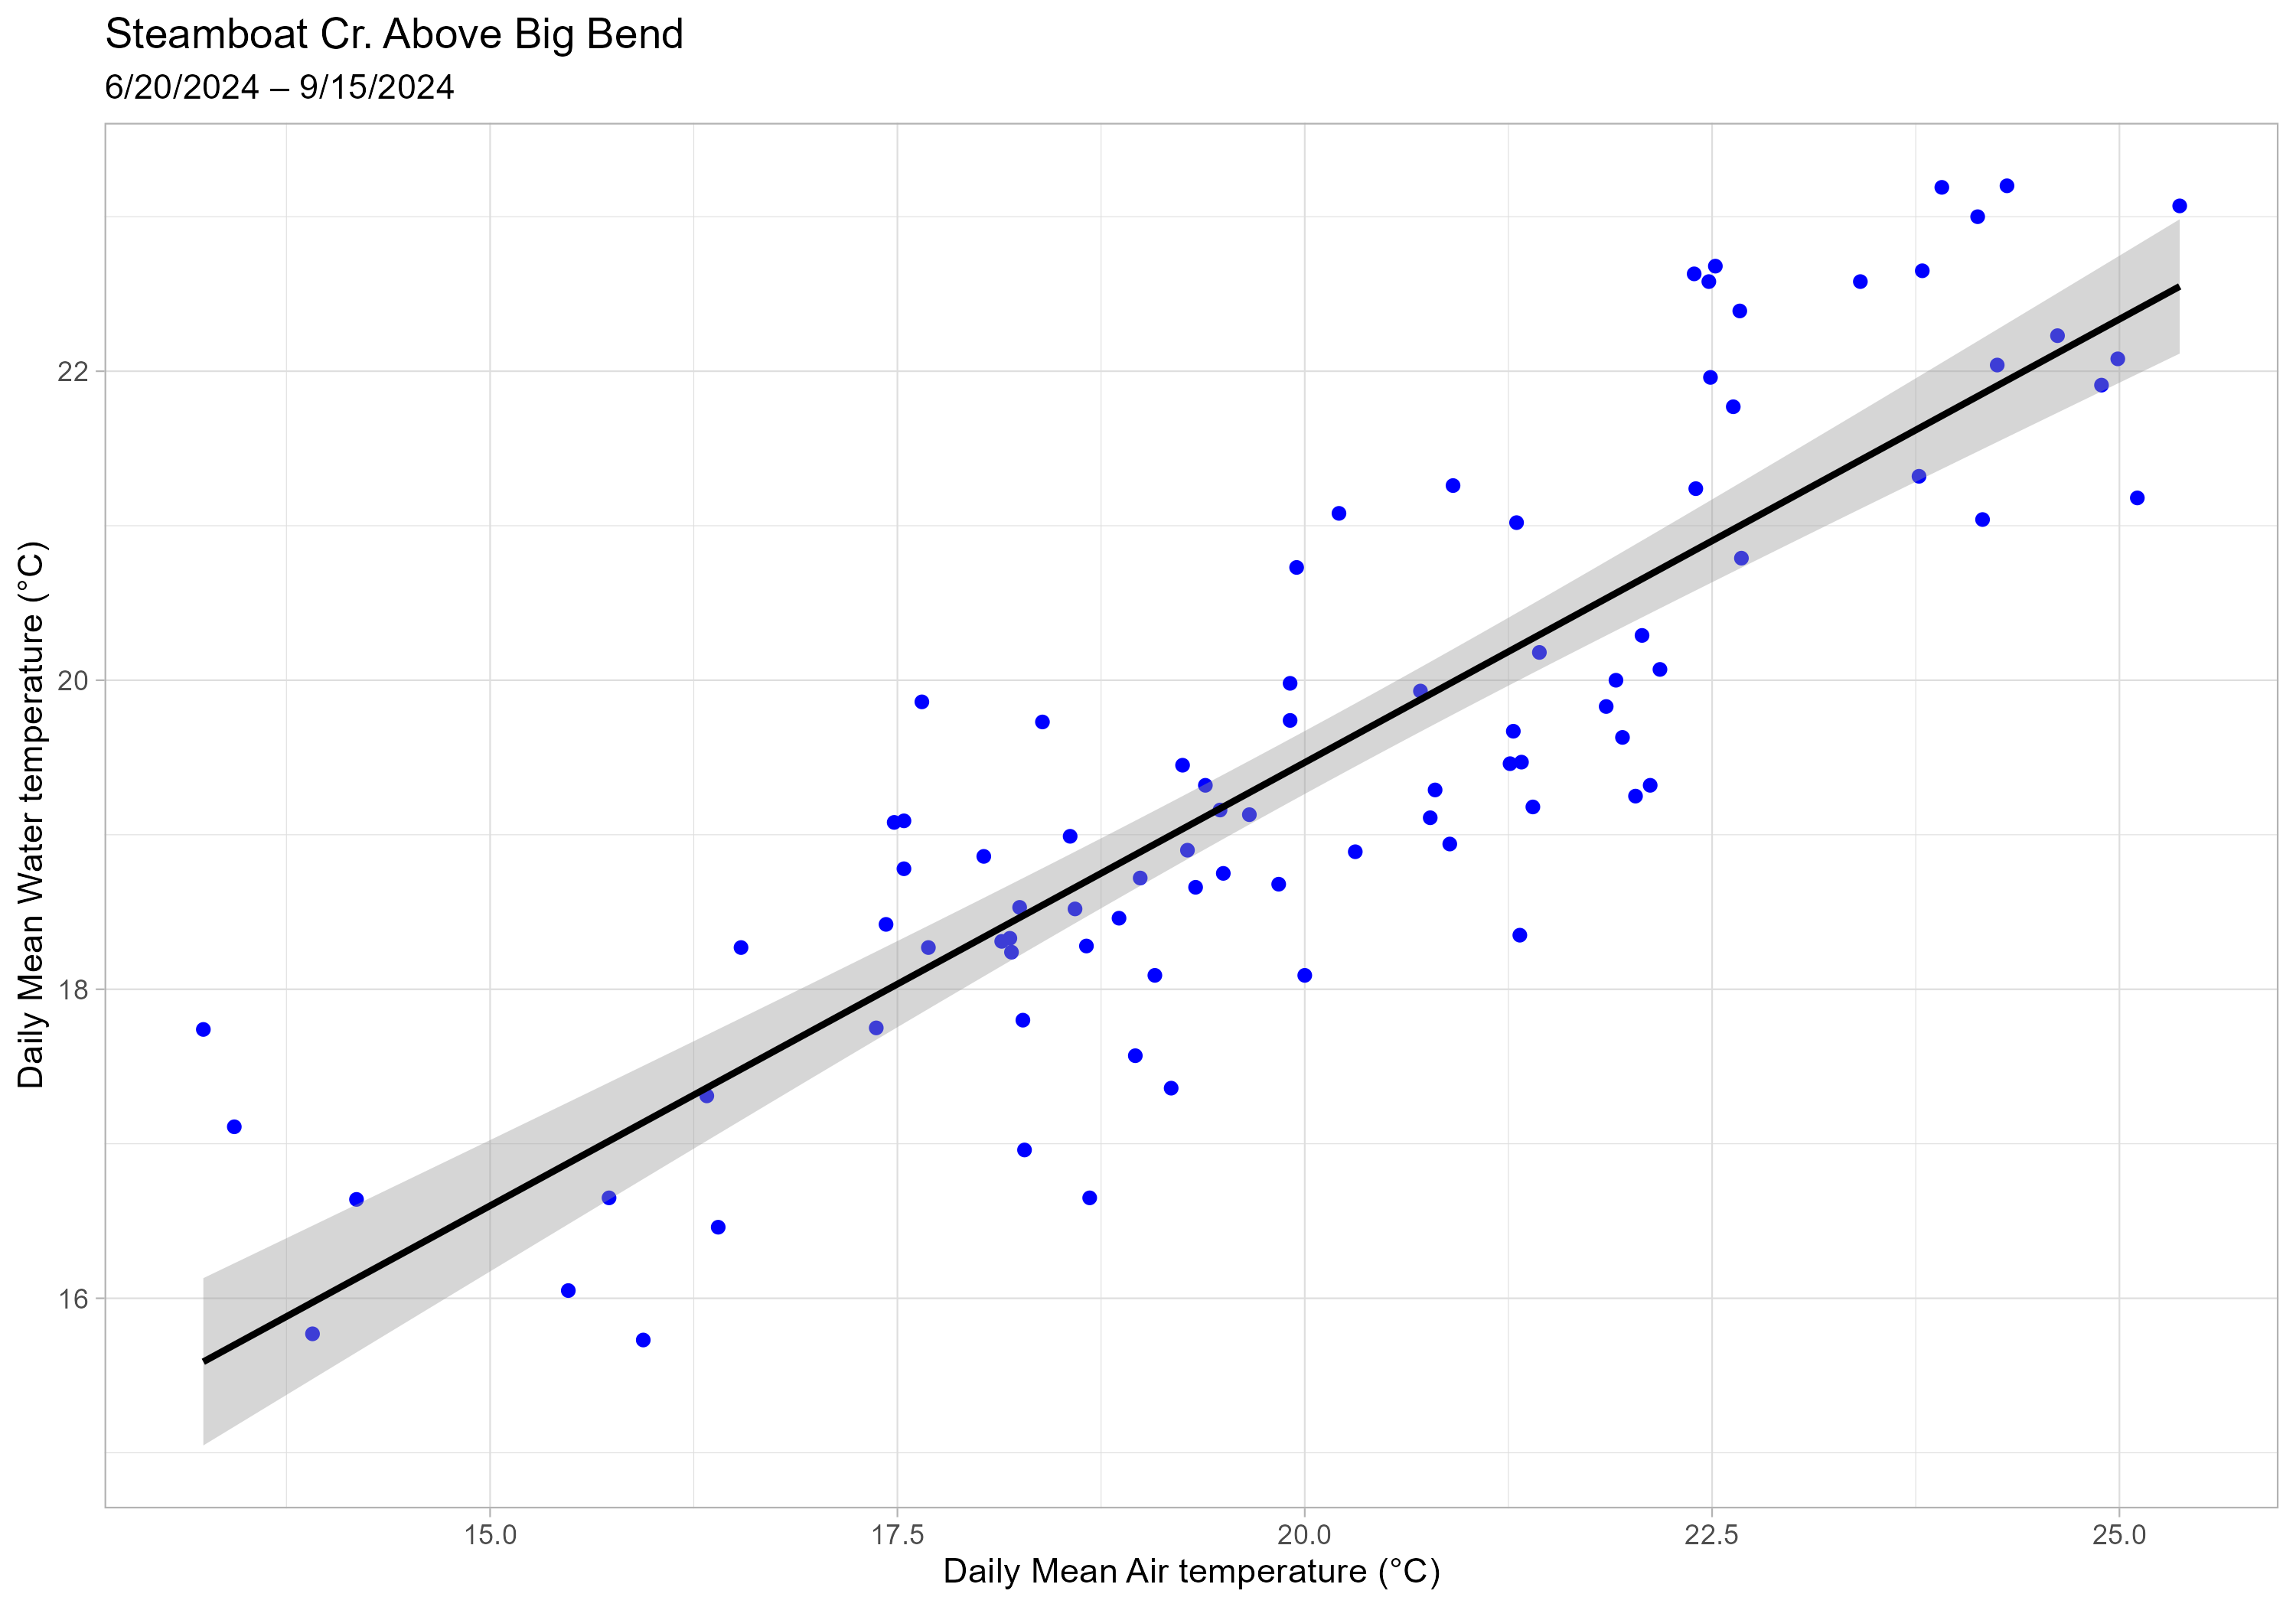 Steamboat Cr. Above Big Bend
6/20/2024 – 9/15/2024
Daily Mean Water temperature (°C)
22
20
18
16
15.0 17.5 20.0 22.5 25.0
Daily Mean Air temperature (°C)